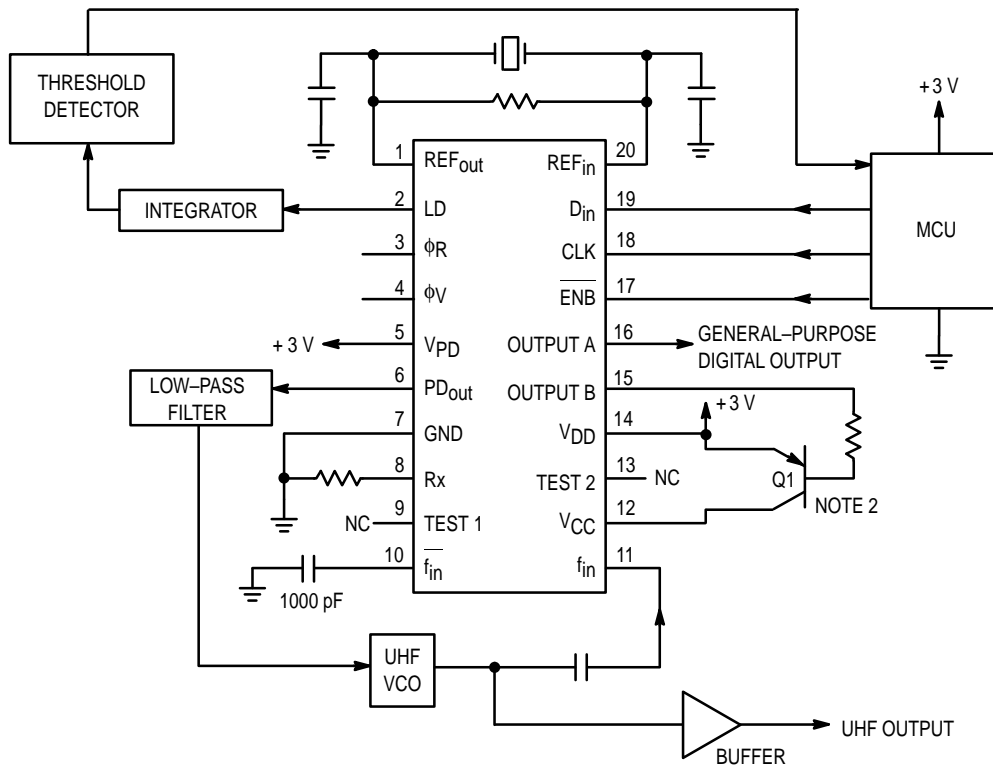 THRESHOLD
DETECTOR
INTEGRATOR
LOW–PASS
FILTER
+ 3 V
NC
1000 pF
1
2
3
4
5
6
7
8
9
10
REFout
LD
ϕR
ϕV
VPD
PDout
GND
Rx
TEST 1
fin
REFin
Din
CLK
ENB
OUTPUT A
OUTPUT B
VDD
TEST 2
VCC
fin
20
19
18
17
16
15
14
13
12
11
+ 3 V
MCU
GENERAL–PURPOSE
DIGITAL OUTPUT
+ 3 V
NC
Q1
NOTE 2
UHF
VCO
BUFFER
UHF OUTPUT